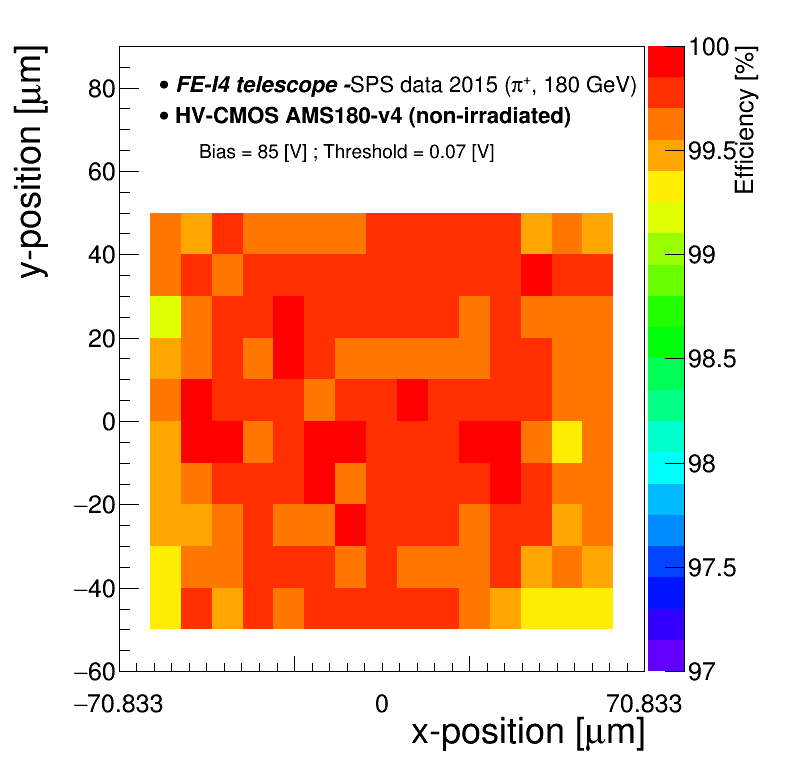 • FE-I4 telescope -SPS data 2015 (π⁺, 180 GeV)
• HV-CMOS AMS180-v4 (non-irradiated)
Bias = 85 [V] ; Threshold = 0.07 [V]
y-position [μm]
80
60
40
20
0
−20
−40
−60
−70.833 0 70.833
x-position [μm]
100
99.5
99
98.5
98
97.5
97
Efficiency [%]